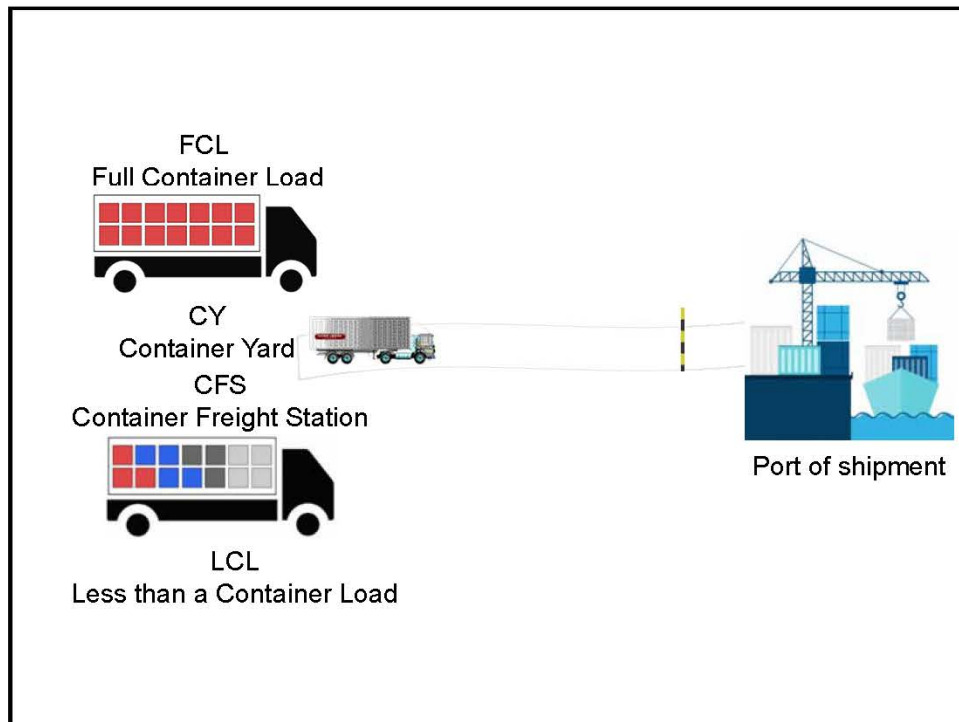 FCL
Full Container Load
CY
Container Yard
CFS
Container Freight Station
LCL
Less than a Container Load
Port of shipment